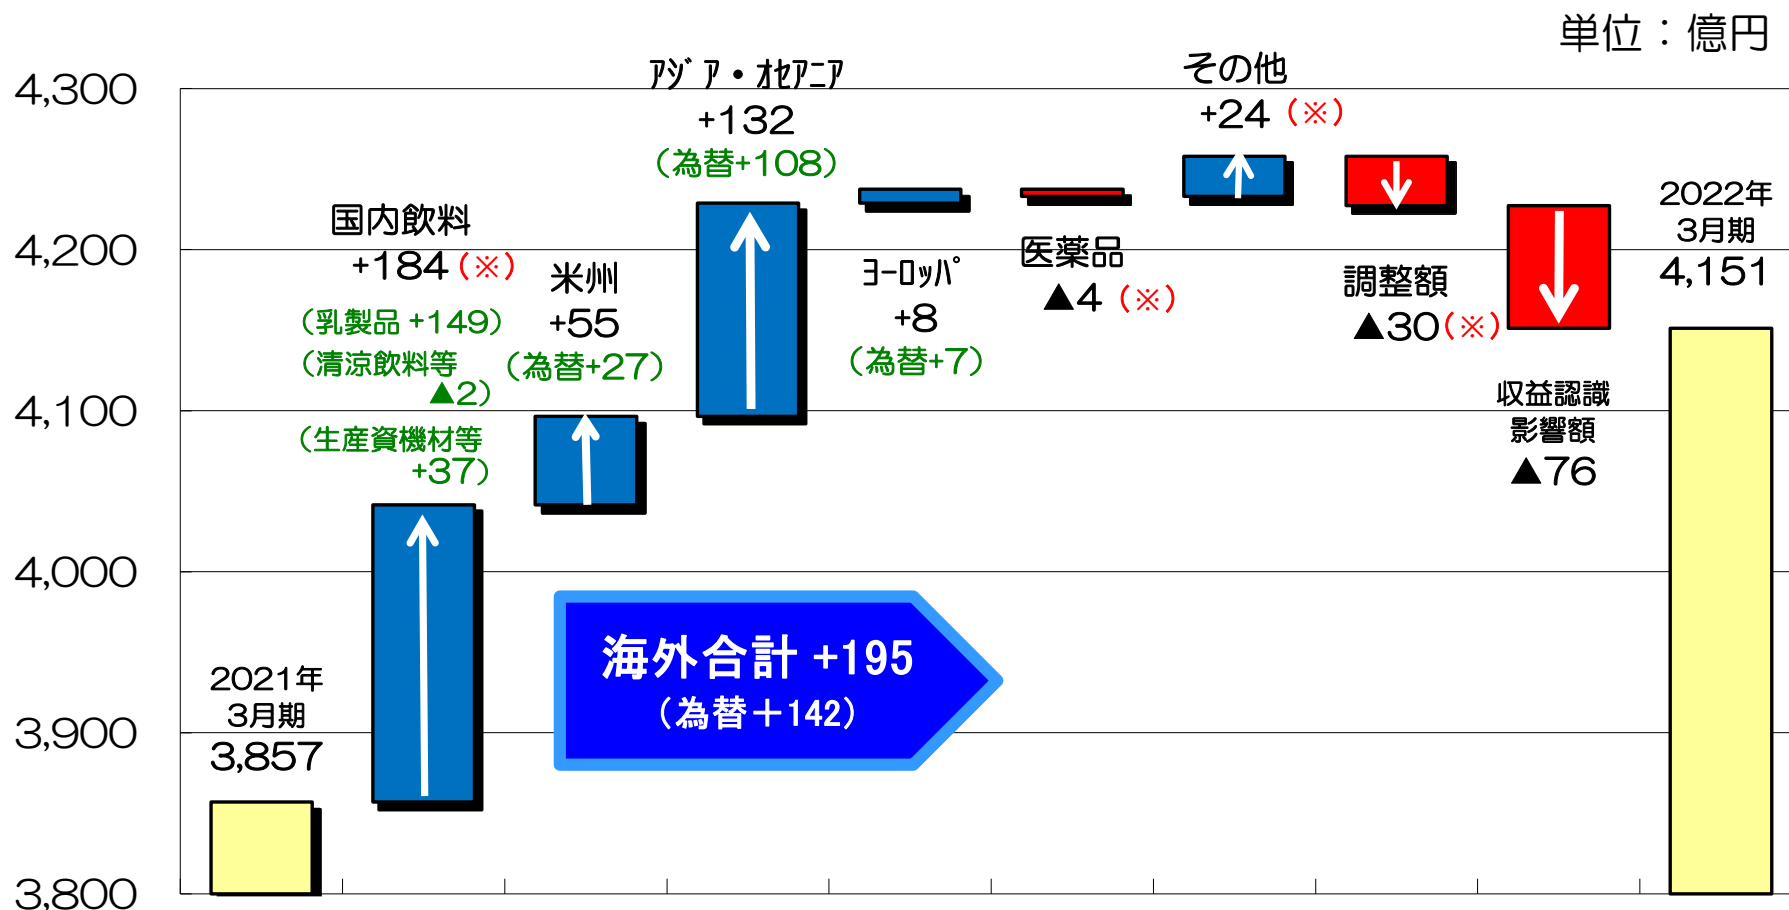 単位：億円
4,300
4,200
4,100
4,000
3,900
3,800
2021年
3月期
3,857
国内飲料
+184（※）
（乳製品 +149）
（清涼飲料等
▲2）
（生産資機材等
+37）
米州
+55
（為替+27）
ｱｼﾞｱ・ｵｾｱﾆｱ
+132
（為替+108）
ﾖｰﾛｯﾊﾟ
+8
（為替+7）
医薬品
▲4（※）
その他
+24（※）
調整額
▲30（※）
収益認識
影響額
▲76
2022年
3月期
4,151
海外合計 +195
（為替＋142）